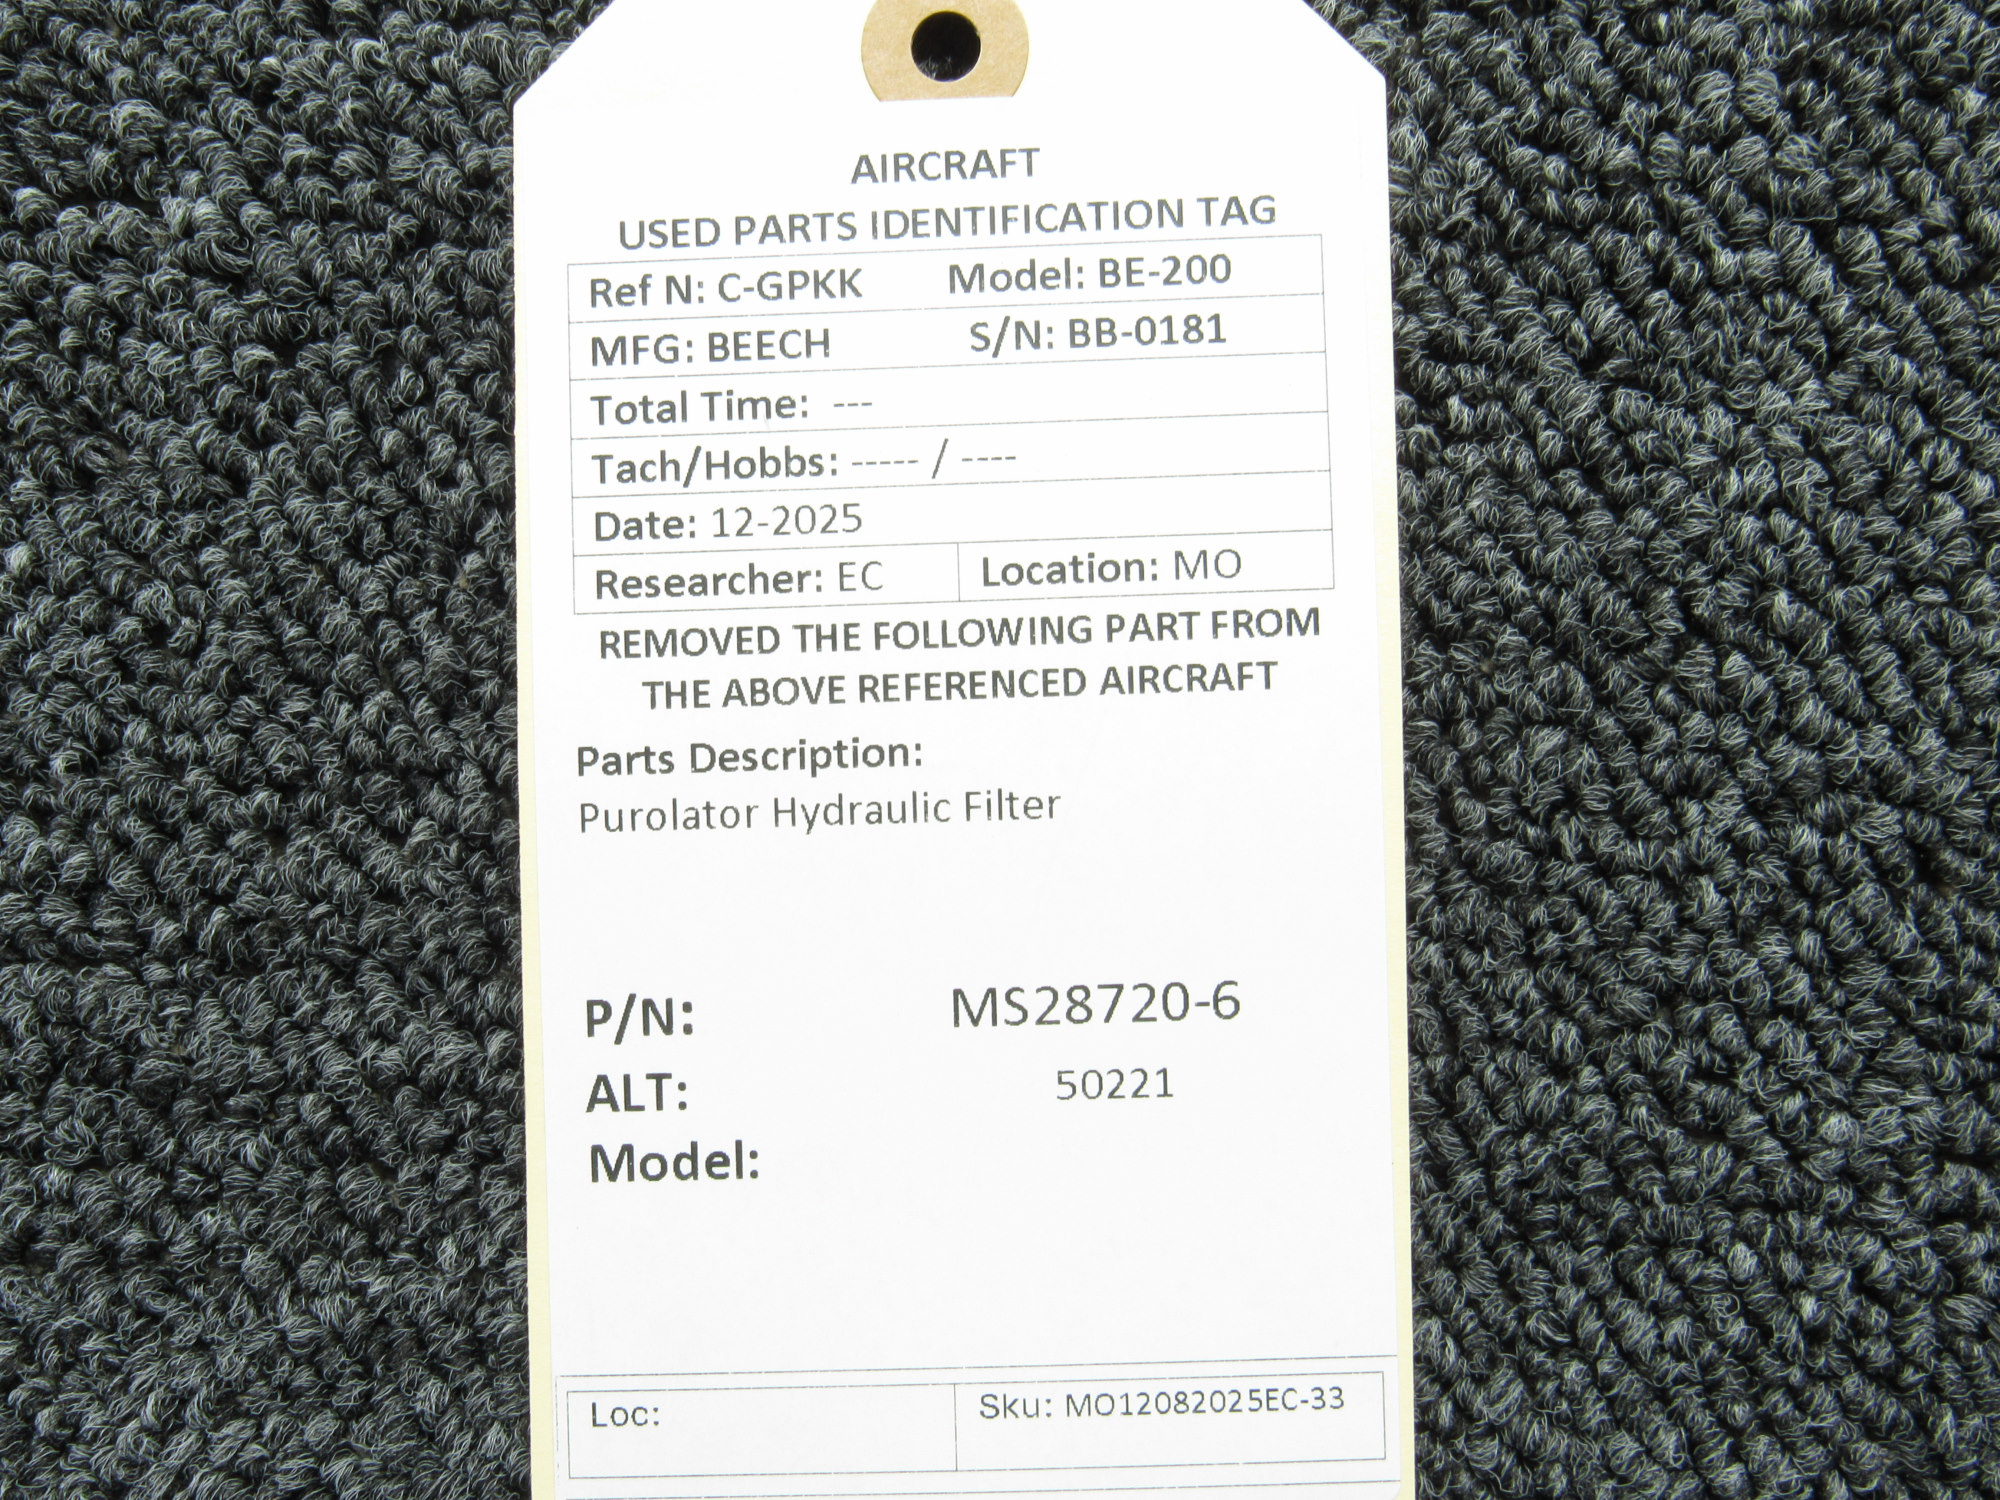 AIRCRAFT
USED PARTS IDENTIFICATION TAG
Ref N: C-GPKK Model: BE-200
MFG: BEECH S/N: BB-0181
Total Time: ---
Tach/Hobbs: ----- / ----
Date: 12-2025
Researcher: EC Location: MO
REMOVED THE FOLLOWING PART FROM
THE ABOVE REFERENCED AIRCRAFT
Parts Description:
Purolator Hydraulic Filter
P/N: MS28720-6
ALT: 50221
Model:
Loc: Sku: MO12082025EC-33